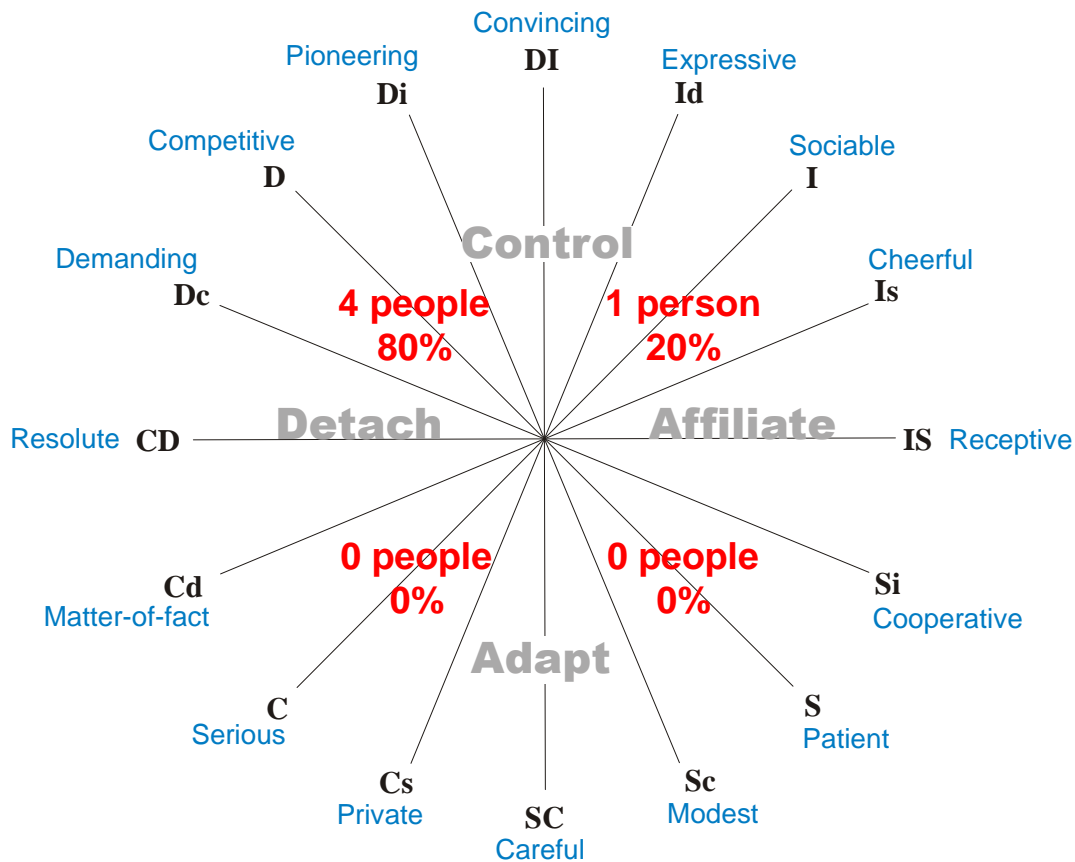 Convincing
DI
Pioneering
Di
Expressive
Id
Competitive
D
Sociable
I
Control
Demanding
Dc
Cheerful
Is
4 people
80%
1 person
20%
Detach
Affiliate
Resolute CD
IS Receptive
0 people
0%
0 people
0%
Cd
Matter-of-fact
Si
Cooperative
Adapt
C
Serious
S
Patient
Cs
Private
Sc
Modest
SC
Careful